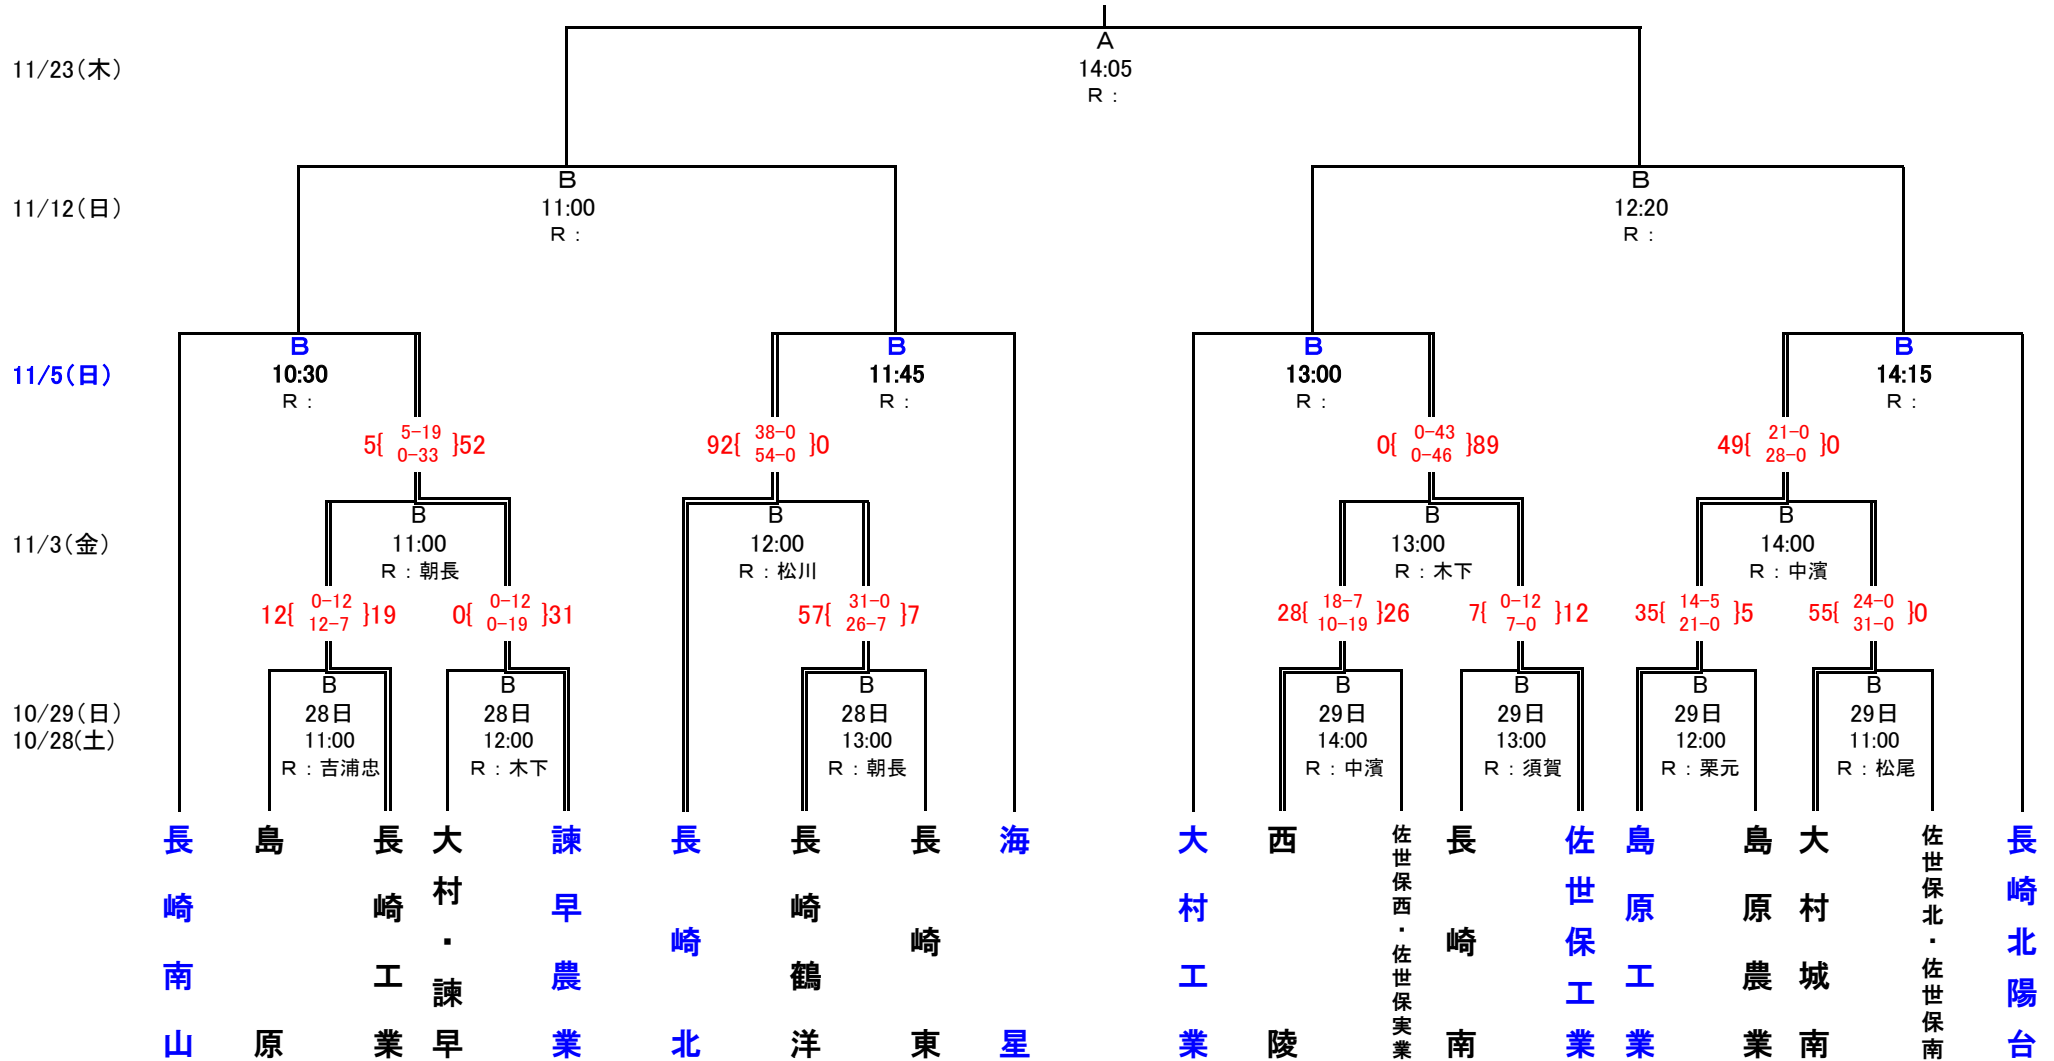 A
11/23(木)
14:05
R：
B
B
11/12(日)
11:00
12:20
R：
R：
B
B
B
B
11/5(日)
10:30
11:45
13:00
14:15
R：
R：
R：
R：
5{ 5-19 0-33 }52
92{ 38-0 54-0 }0
0{ 0-43 0-46 }89
49{ 21-0 28-0 }0
B
B
B
B
11/3(金)
11:00
12:00
13:00
14:00
R：朝長
R：松川
R：木下
R：中濱
12{ 0-12 12-7 }19
0{ 0-12 0-19 }31
57{ 31-0 26-7 }7
28{ 18-7 10-19 }26
7{ 0-12 7-0 }12
35{ 14-5 21-0 }5
55{ 24-0 31-0 }0
B
B
B
B
B
B
B
10/29(日)
28日
28日
28日
29日
29日
29日
29日
10/28(土)
11:00
12:00
13:00
14:00
13:00
12:00
11:00
R：吉浦忠
R：木下
R：朝長
R：中濱
R：須賀
R：栗元
R：松尾
長崎南山
島原
長崎工業
大村・諫早
諫早農業
長崎北
長崎鶴洋
長崎東
海星
大村工業
西陵
佐世保西・佐世保実業
長崎南
佐世保工業
島原工業
島原農業
大村城南
佐世保北・佐世保南
長崎北陽台